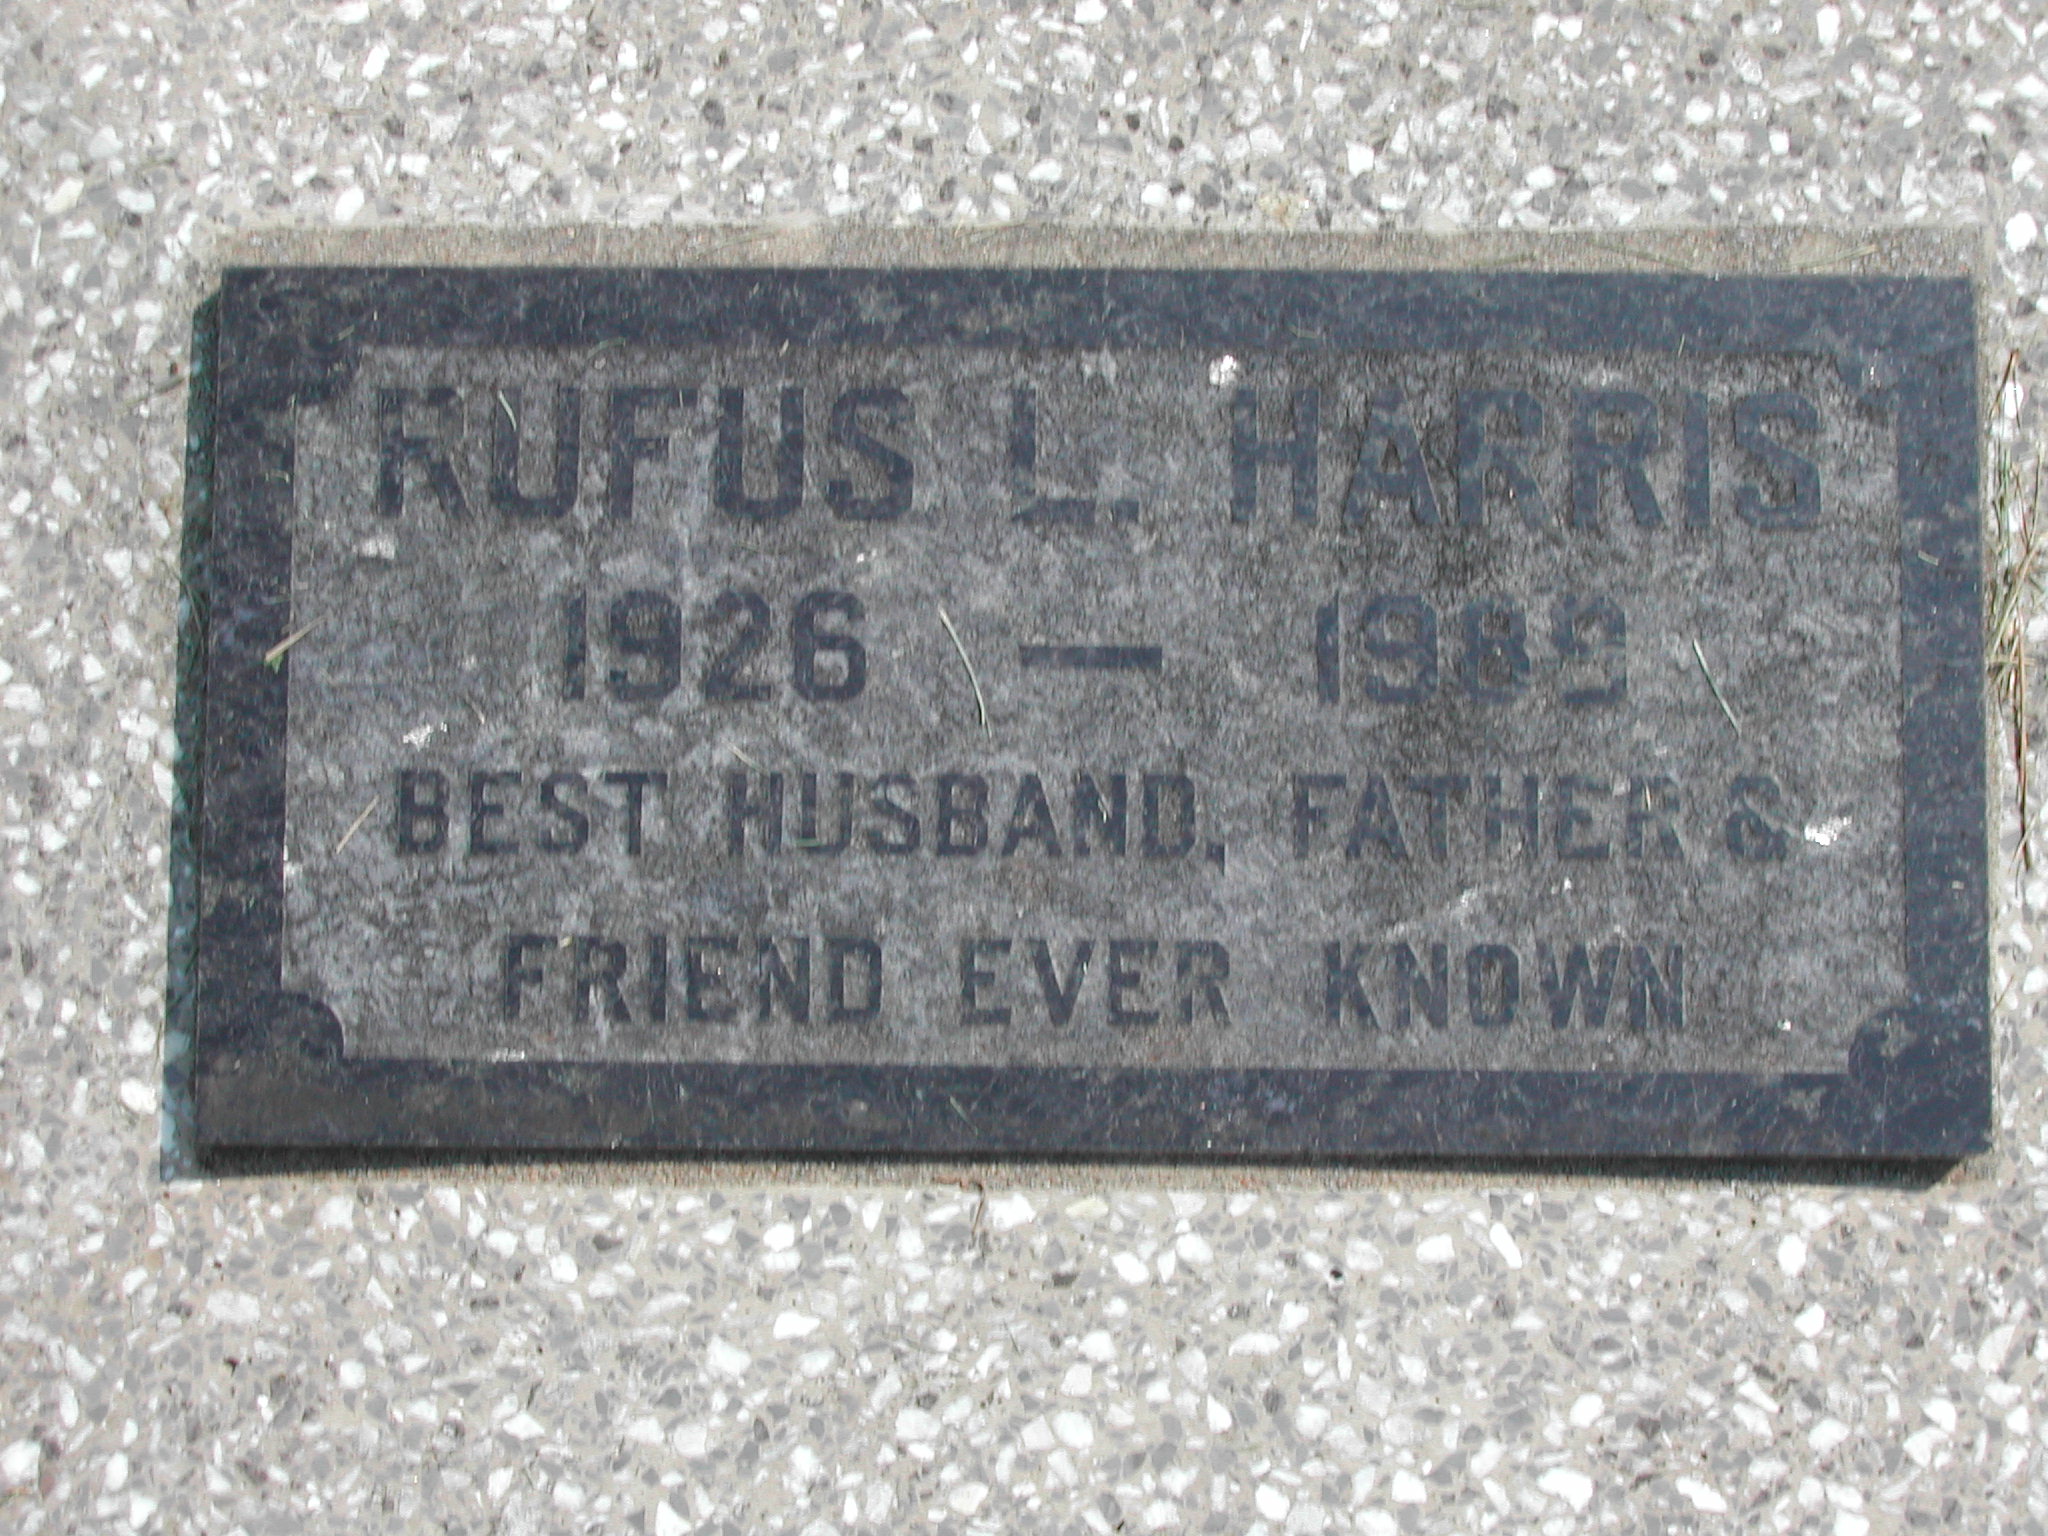 RUFUS L. HARRIS
1926 — 1989
BEST HUSBAND, FATHER &
FRIEND EVER KNOWN